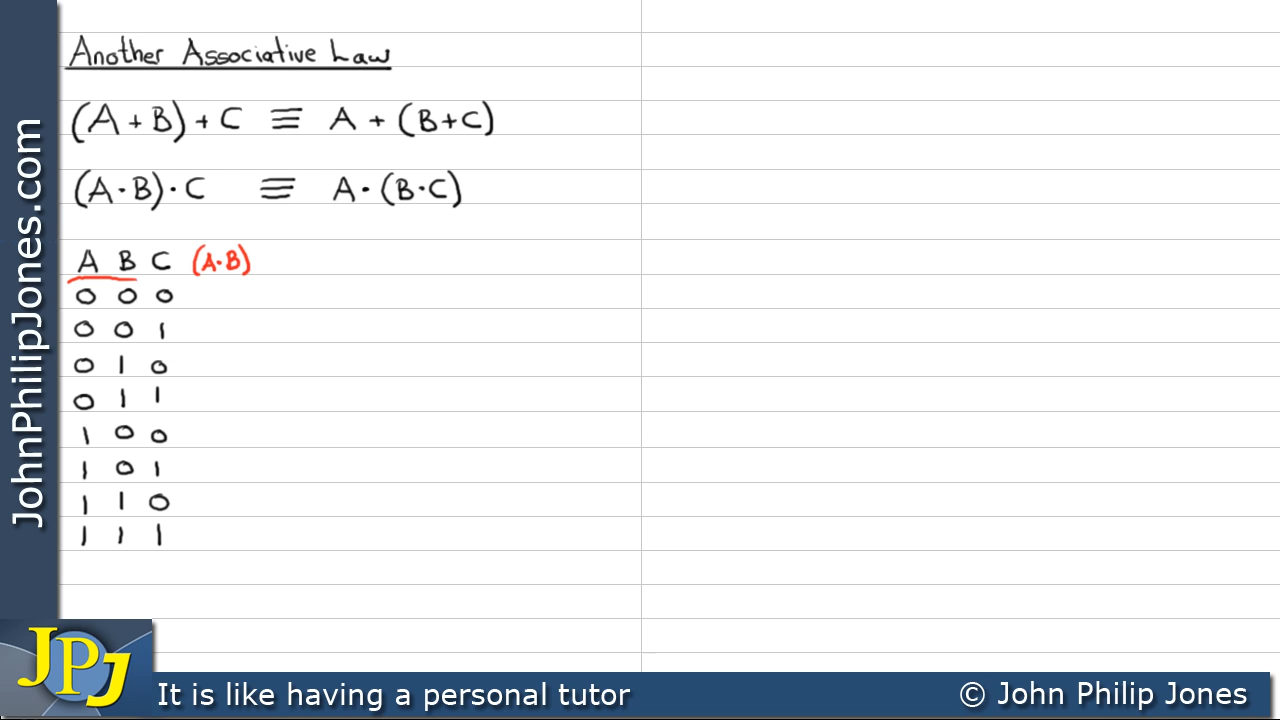 Another Associative Law
(A + B) + C ≡ A + (B + C)
(A · B) · C ≡ A · (B · C)
A B C (A · B)
0 0 0
0 0 1
0 1 0
0 1 1
1 0 0
1 0 1
1 1 0
1 1 1
JohnPhilipJones.com
JPJ
It is like having a personal tutor
© John Philip Jones